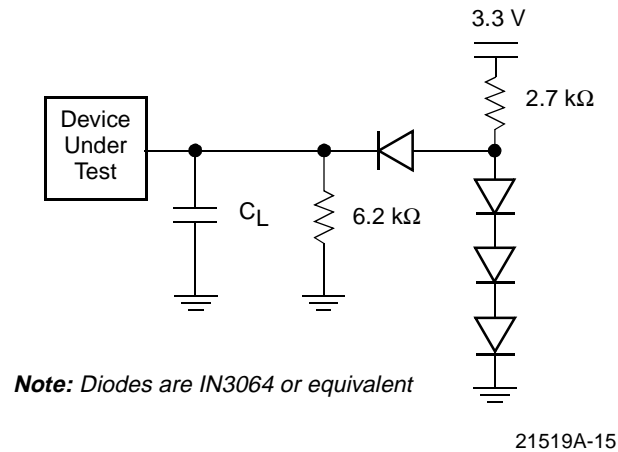 3.3 V
2.7 kΩ
Device
Under
Test
C_L
6.2 kΩ
Note: Diodes are IN3064 or equivalent
21519A-15